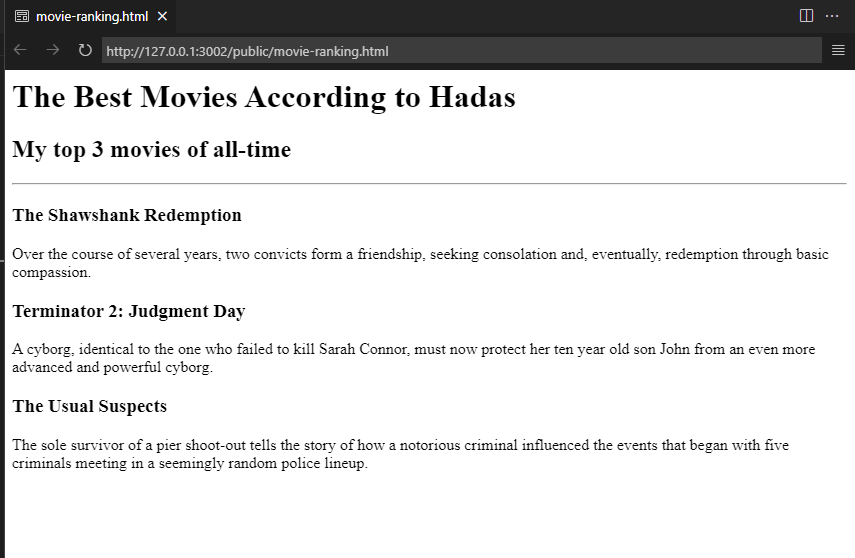 movie-ranking.html
http://127.0.0.1:3002/public/movie-ranking.html
The Best Movies According to Hadas
My top 3 movies of all-time
The Shawshank Redemption
Over the course of several years, two convicts form a friendship, seeking consolation and, eventually, redemption through basic
compassion.
Terminator 2: Judgment Day
A cyborg, identical to the one who failed to kill Sarah Connor, must now protect her ten year old son John from an even more
advanced and powerful cyborg.
The Usual Suspects
The sole survivor of a pier shoot-out tells the story of how a notorious criminal influenced the events that began with five
criminals meeting in a seemingly random police lineup.